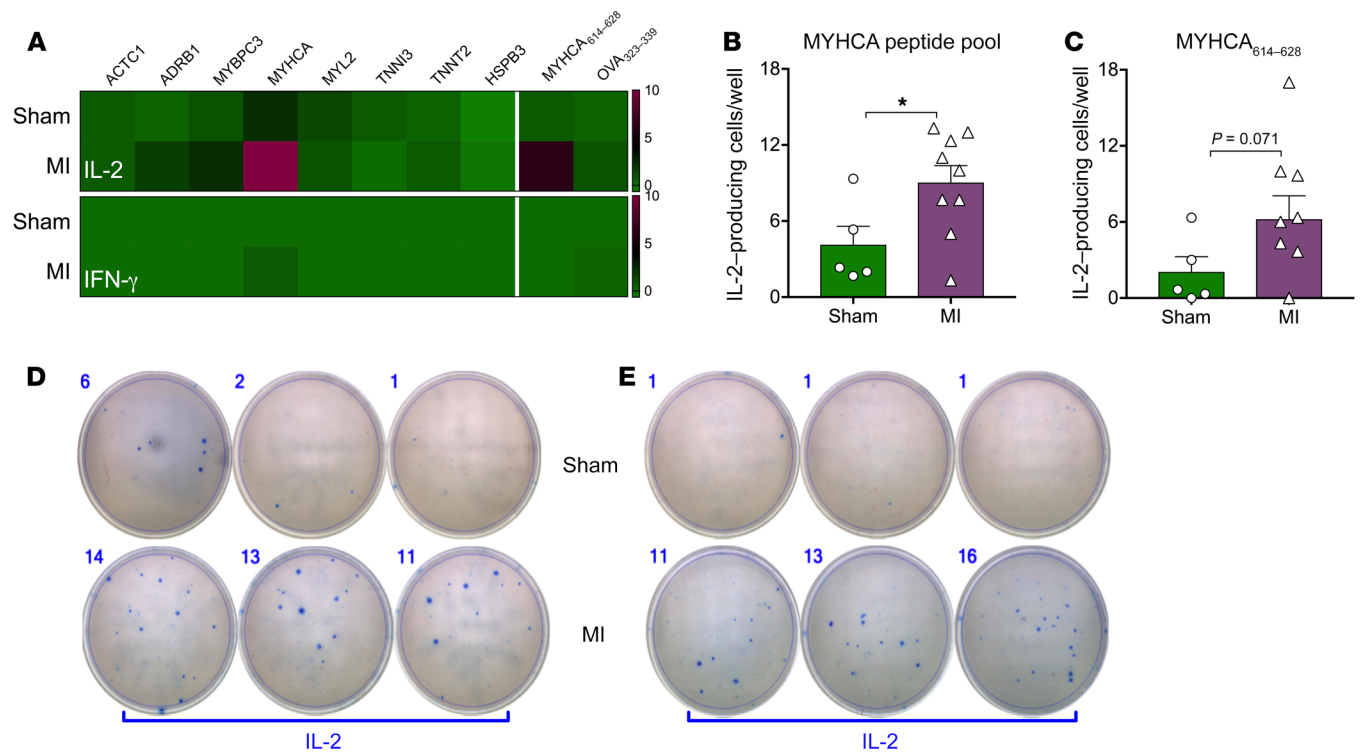 A
ACTC1 ADRB1 MYBPC3 MYHCA MYL2 TNNI3 TNNT2 HSPB3 MYHCA614–628 OVA323–339
Sham
MI
IL-2
10
5
0
Sham
MI
IFN-γ
10
5
0
B
MYHCA peptide pool
IL-2–producing cells/well
18
12
6
0
*
Sham MI
C
MYHCA614–628
IL-2–producing cells/well
18
12
6
0
P = 0.071
Sham MI
D
6 2 1
Sham
14 13 11
MI
IL-2
E
1 1 1
11 13 16
IL-2